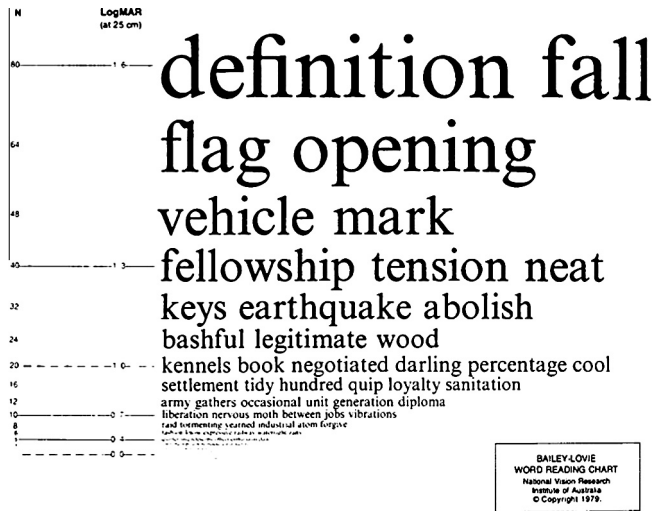 N LogMAR
(at 25 cm)
80 1 6 definition fall
64 flag opening
48 vehicle mark
40 1 3 fellowship tension neat
32 keys earthquake abolish
24 bashful legitimate wood
20 1 0 kennels book negotiated darling percentage cool
16 settlement tidy hundred quip loyalty sanitation
12 army gathers occasional unit generation diploma
10 0.7 liberation nervous moth between jobs vibrations
8 raid tormenting yearned industrial atom forgive
0 4
0 0
BAILEY-LOVIE
WORD READING CHART
National Vision Research
Institute of Australia
© Copyright 1979.